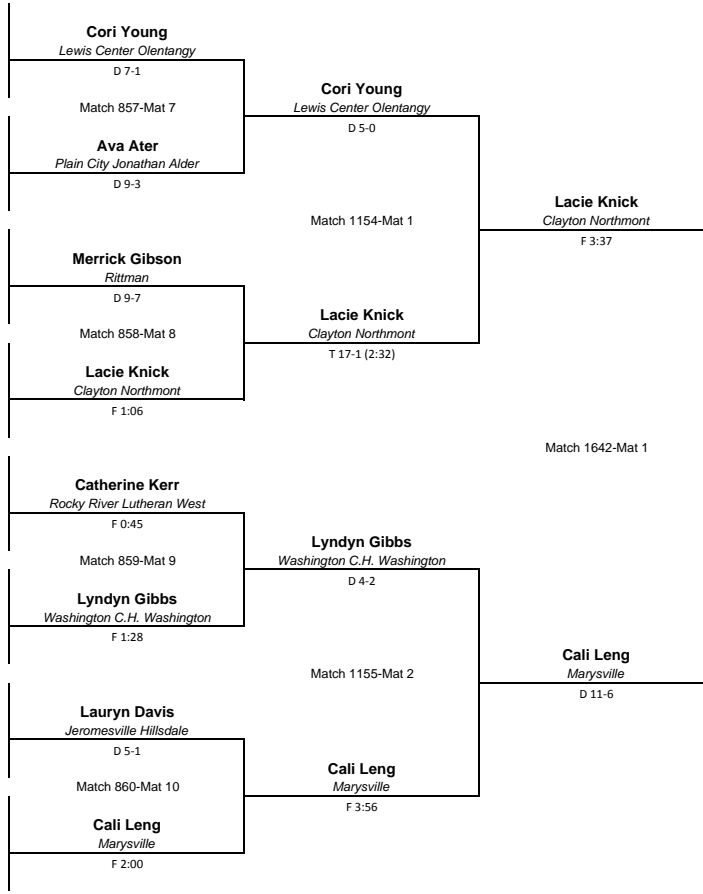 Cori Young
Lewis Center Olentangy
D 7-1
Match 857-Mat 7
Ava Ater
Plain City Jonathan Alder
D 9-3
Cori Young
Lewis Center Olentangy
D 5-0
Match 1154-Mat 1
Merrick Gibson
Rittman
D 9-7
Match 858-Mat 8
Lacie Knick
Clayton Northmont
F 1:06
Lacie Knick
Clayton Northmont
T 17-1 (2:32)
Lacie Knick
Clayton Northmont
F 3:37
Match 1642-Mat 1
Catherine Kerr
Rocky River Lutheran West
F 0:45
Match 859-Mat 9
Lyndyn Gibbs
Washington C.H. Washington
F 1:28
Lyndyn Gibbs
Washington C.H. Washington
D 4-2
Match 1155-Mat 2
Lauryn Davis
Jeromesville Hillsdale
D 5-1
Match 860-Mat 10
Cali Leng
Marysville
F 2:00
Cali Leng
Marysville
F 3:56
Cali Leng
Marysville
D 11-6